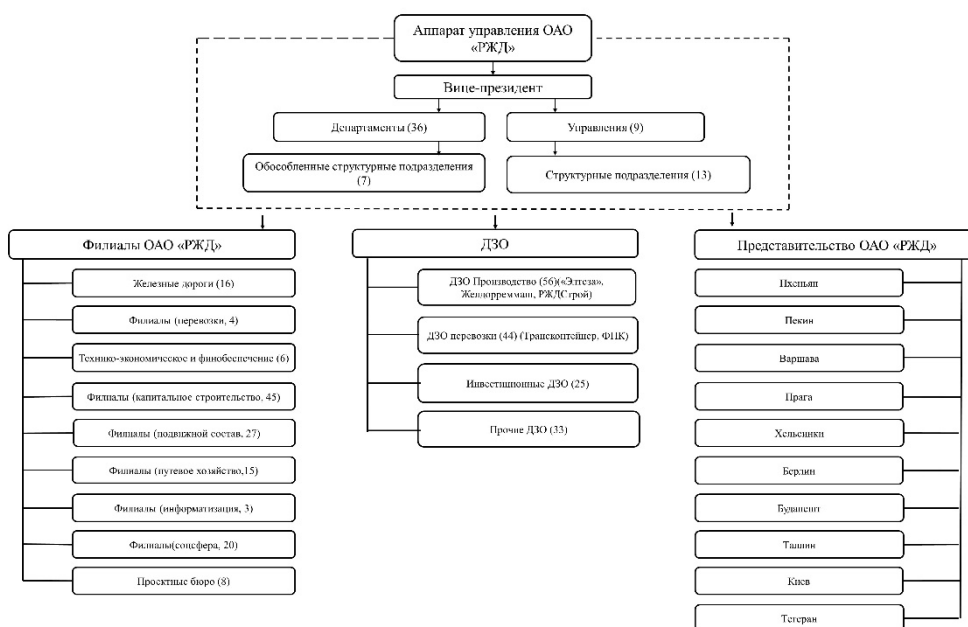 Аппарат управления ОАО
«РЖД»
Вице-президент
Департаменты (36)
Управления (9)
Обособленные структурные подразделения
(7)
Структурные подразделения (13)
Филиалы ОАО «РЖД»
ДЗО
Представительство ОАО «РЖД»
Железные дороги (16)
Филиалы (перевозки, 4)
Технико-экономическое и финобеспечение (6)
Филиалы (капитальное строительство, 45)
Филиалы (подвижной состав, 27)
Филиалы (путевое хозяйство,15)
Филиалы (информатизация, 3)
Филиалы(соцсфера, 20)
Проектные бюро (8)
ДЗО Производство (56)(«Элтеза»,
Желдорреммаш, РЖДСтрой)
ДЗО перевозки (44) (Трансконтейнер, ФПК)
Инвестиционные ДЗО (25)
Прочие ДЗО (33)
Пхеньян
Пекин
Варшава
Прага
Хельсинки
Берлин
Будапешт
Таллин
Киев
Тегеран